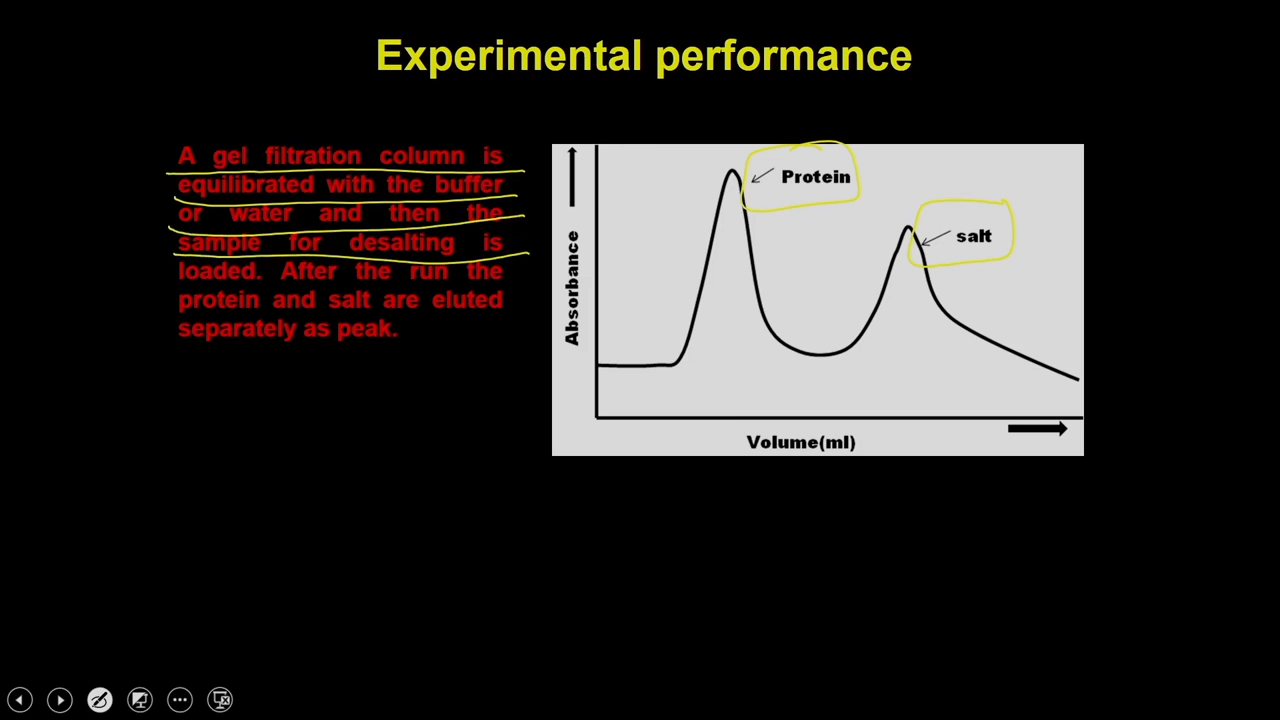 Experimental performance
A gel filtration column is
equilibrated with the buffer
or water and then the
sample for desalting is
loaded. After the run the
protein and salt are eluted
separately as peak.
Protein
salt
Absorbance
Volume(ml)